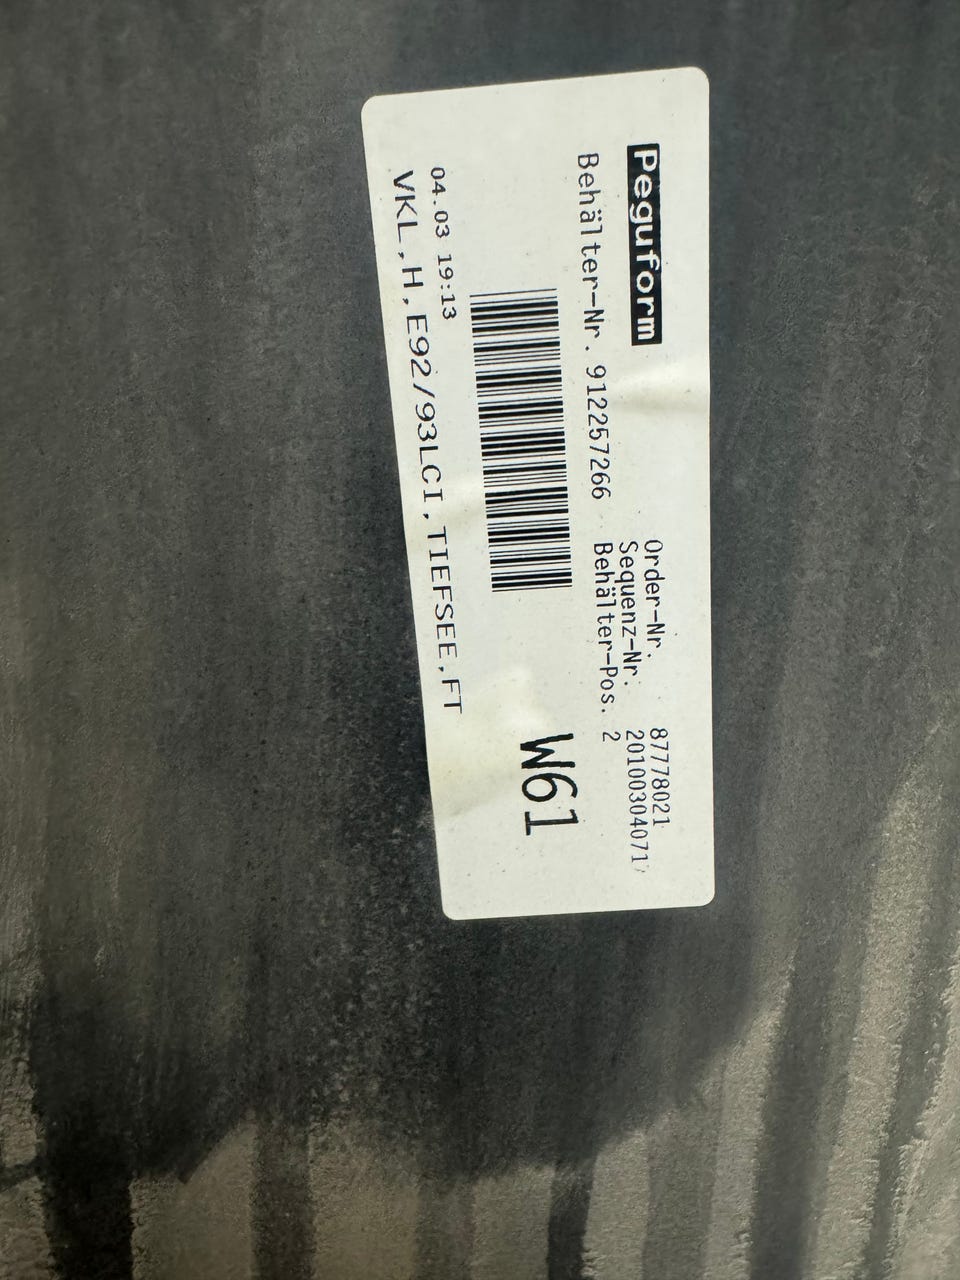 Peguform
Order-Nr. 87778021
Sequenz-Nr. 201003040717
Behälter-Nr. 912257266 Behälter-Pos. 2
W61
04.03 19:13
VKL,H,E92/93LCI,TIEFSEE,FT